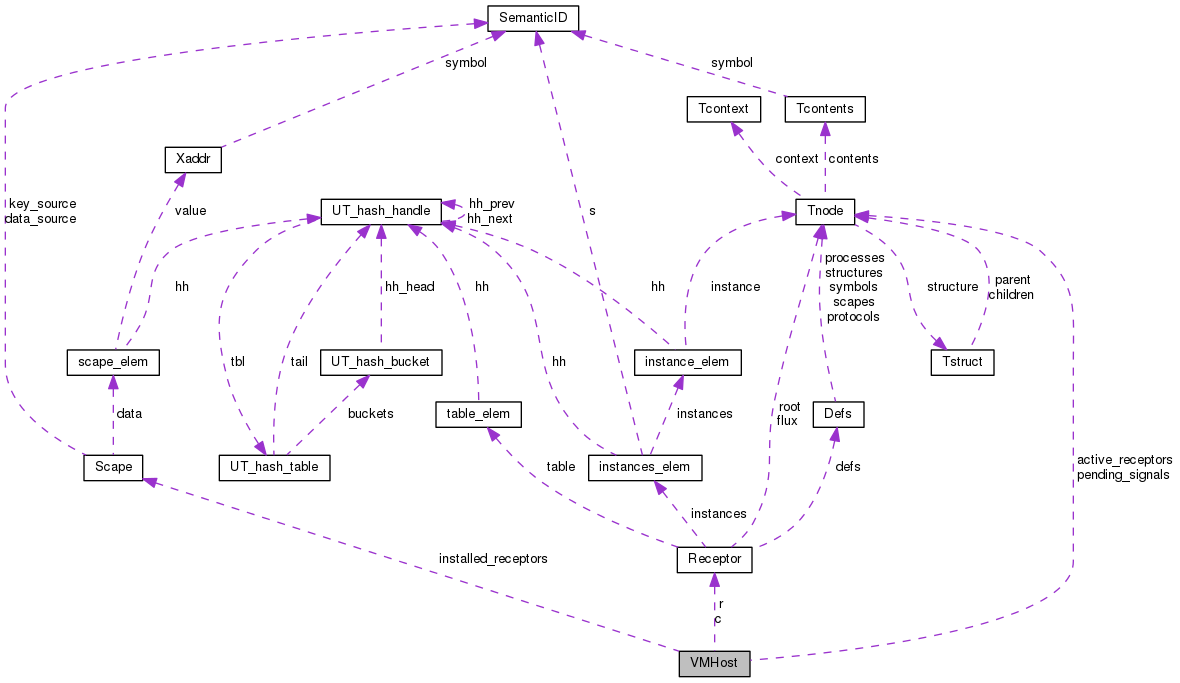 SemanticID
symbol
symbol
Tcontext
Tcontents
Xaddr
context
contents
key_source
data_source
value
UT_hash_handle
hh_prev
hh_next
s
Tnode
hh
hh_head
hh
hh
instance
processes
structures
symbols
scapes
protocols
structure
parent
children
scape_elem
tbl
tail
UT_hash_bucket
hh
instance_elem
Tstruct
data
buckets
table_elem
instances
root
flux
Defs
Scape
UT_hash_table
table
instances_elem
defs
active_receptors
pending_signals
instances
installed_receptors
Receptor
r
c
VMHost